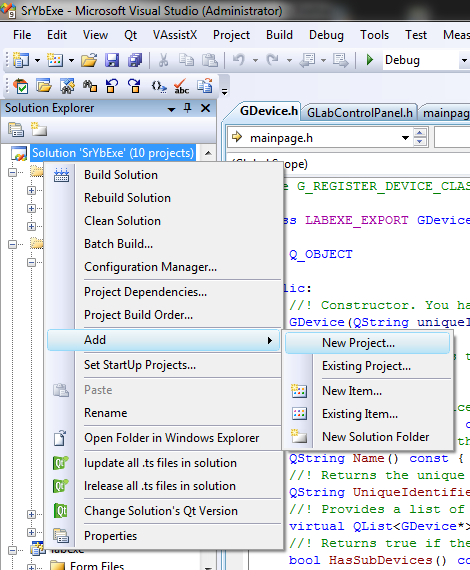 SrYbExe - Microsoft Visual Studio (Administrator)
File Edit View Qt VAssistX Project Build Debug Tools Test Meas
Debug
abc
Solution Explorer
GDevice.h GLabControlPanel.h mainpage
mainpage.h
Solution 'SrYbExe' (10 projects)
Build Solution
Rebuild Solution
Clean Solution
Batch Build...
Configuration Manager...
Project Dependencies...
Project Build Order...
Add
Set StartUp Projects...
Paste
Rename
Open Folder in Windows Explorer
lupdate all .ts files in solution
lrelease all .ts files in solution
Change Solution's Qt Version
Properties
New Project...
Existing Project...
New Item...
Existing Item...
New Solution Folder
e G_REGISTER_DEVICE_CLAS
ss LABEXE_EXPORT GDevice
Q_OBJECT
lic:
//! Constructor. You ha
GDevice(QString uniqueI
QString Name() const {
//! Returns the unique
QString UniqueIdentifie
//! Provides a list of
virtual QList<GDevice*>
//! Returns true if the
bool HasSubDevices() co
labexe
Form Files